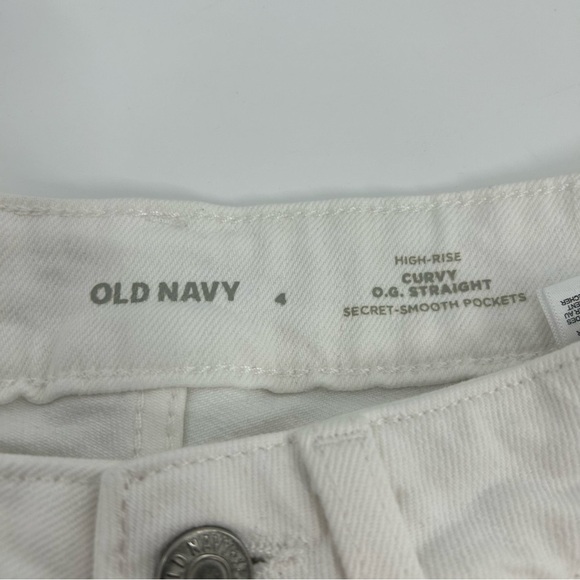 OLD NAVY
4
HIGH-RISE
CURVY
O.G. STRAIGHT
SECRET-SMOOTH POCKETS